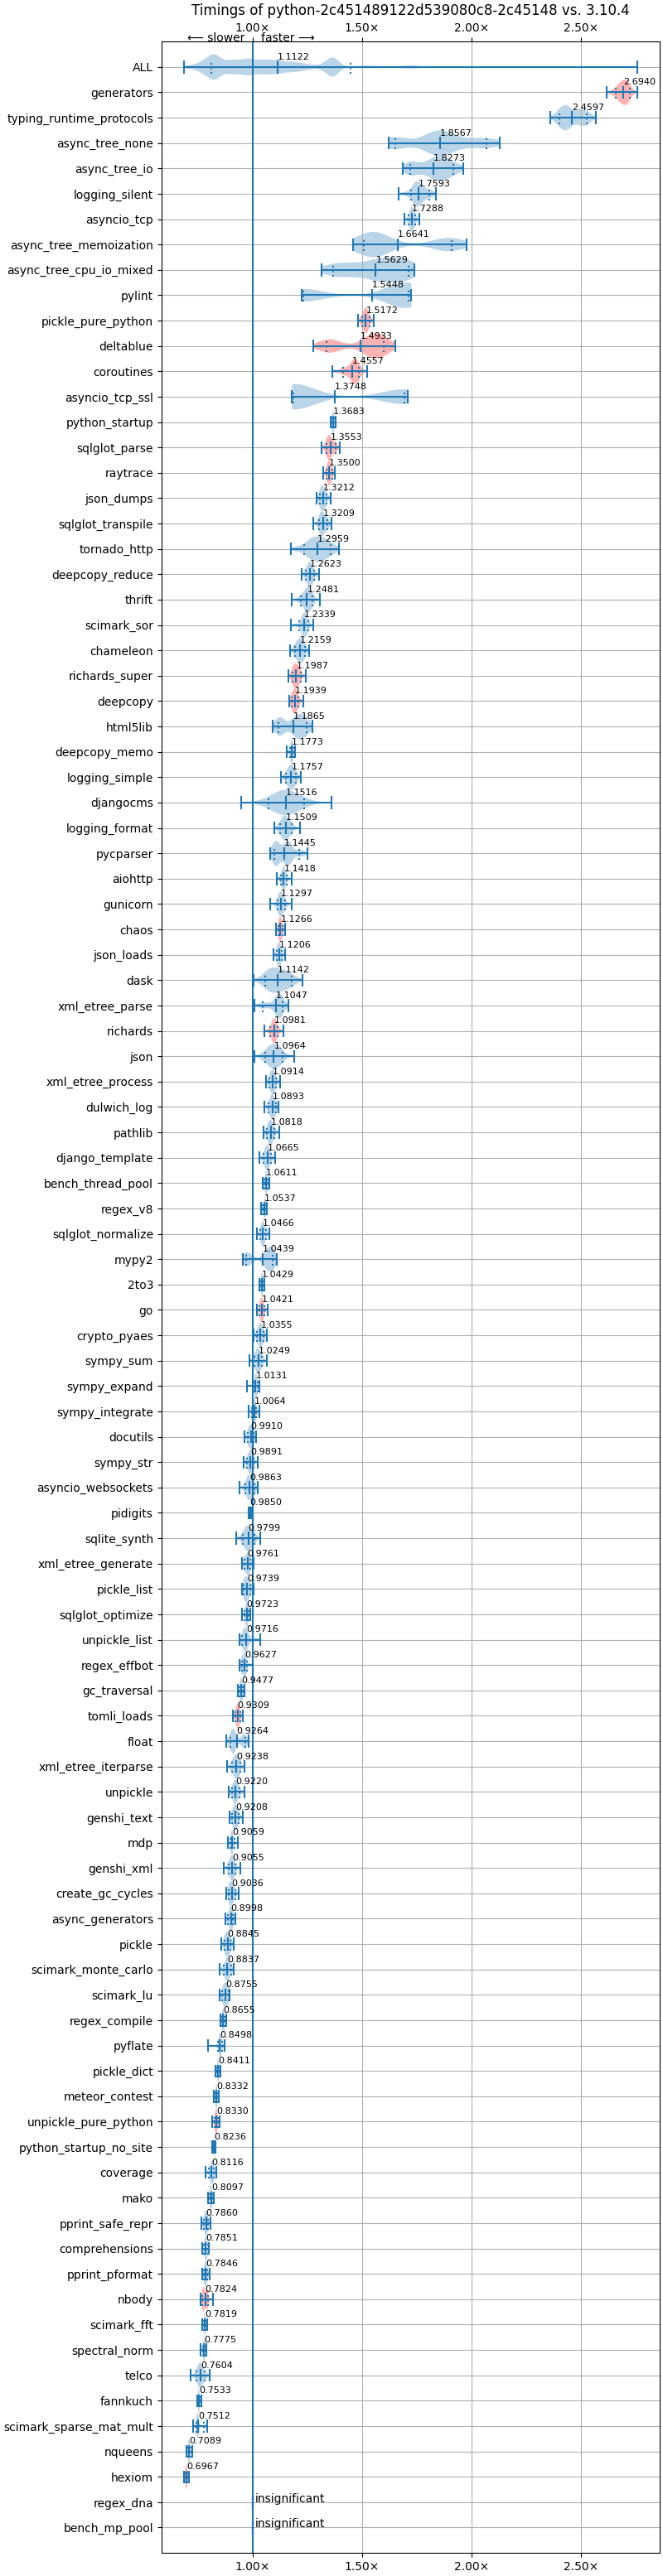 Timings of python-2c451489122d539080c8-2c45148 vs. 3.10.4
1.00× 1.50× 2.00× 2.50×
⟵ slower faster ⟶
ALL 1.1122
generators 2.6940
typing_runtime_protocols 2.4597
async_tree_none 1.8567
async_tree_io 1.8273
logging_silent 1.7593
asyncio_tcp 1.7288
async_tree_memoization 1.6641
async_tree_cpu_io_mixed 1.5629
pylint 1.5448
pickle_pure_python 1.5172
deltablue 1.4933
coroutines 1.4557
asyncio_tcp_ssl 1.3748
python_startup 1.3683
sqlglot_parse 1.3553
raytrace 1.3500
json_dumps 1.3212
sqlglot_transpile 1.3209
tornado_http 1.2959
deepcopy_reduce 1.2623
thrift 1.2481
scimark_sor 1.2339
chameleon 1.2159
richards_super 1.1987
deepcopy 1.1939
html5lib 1.1865
deepcopy_memo 1.1773
logging_simple 1.1757
djangocms 1.1516
logging_format 1.1509
pycparser 1.1445
aiohttp 1.1418
gunicorn 1.1297
chaos 1.1266
json_loads 1.1206
dask 1.1142
xml_etree_parse 1.1047
richards 1.0981
json 1.0964
xml_etree_process 1.0914
dulwich_log 1.0893
pathlib 1.0818
django_template 1.0665
bench_thread_pool 1.0611
regex_v8 1.0537
sqlglot_normalize 1.0466
mypy2 1.0439
2to3 1.0429
go 1.0421
crypto_pyaes 1.0355
sympy_sum 1.0249
sympy_expand 1.0131
sympy_integrate 1.0064
docutils 0.9910
sympy_str 0.9891
asyncio_websockets 0.9863
pidigits 0.9850
sqlite_synth 0.9799
xml_etree_generate 0.9761
pickle_list 0.9739
sqlglot_optimize 0.9723
unpickle_list 0.9716
regex_effbot 0.9627
gc_traversal 0.9477
tomli_loads 0.9309
float 0.9264
xml_etree_iterparse 0.9238
unpickle 0.9220
genshi_text 0.9208
mdp 0.9059
genshi_xml 0.9055
create_gc_cycles 0.9036
async_generators 0.8998
pickle 0.8845
scimark_monte_carlo 0.8837
scimark_lu 0.8755
regex_compile 0.8655
pyflate 0.8498
pickle_dict 0.8411
meteor_contest 0.8332
unpickle_pure_python 0.8330
python_startup_no_site 0.8236
coverage 0.8116
mako 0.8097
pprint_safe_repr 0.7860
comprehensions 0.7851
pprint_pformat 0.7846
nbody 0.7824
scimark_fft 0.7819
spectral_norm 0.7775
telco 0.7604
fannkuch 0.7533
scimark_sparse_mat_mult 0.7512
nqueens 0.7089
hexiom 0.6967
regex_dna insignificant
bench_mp_pool insignificant
1.00× 1.50× 2.00× 2.50×